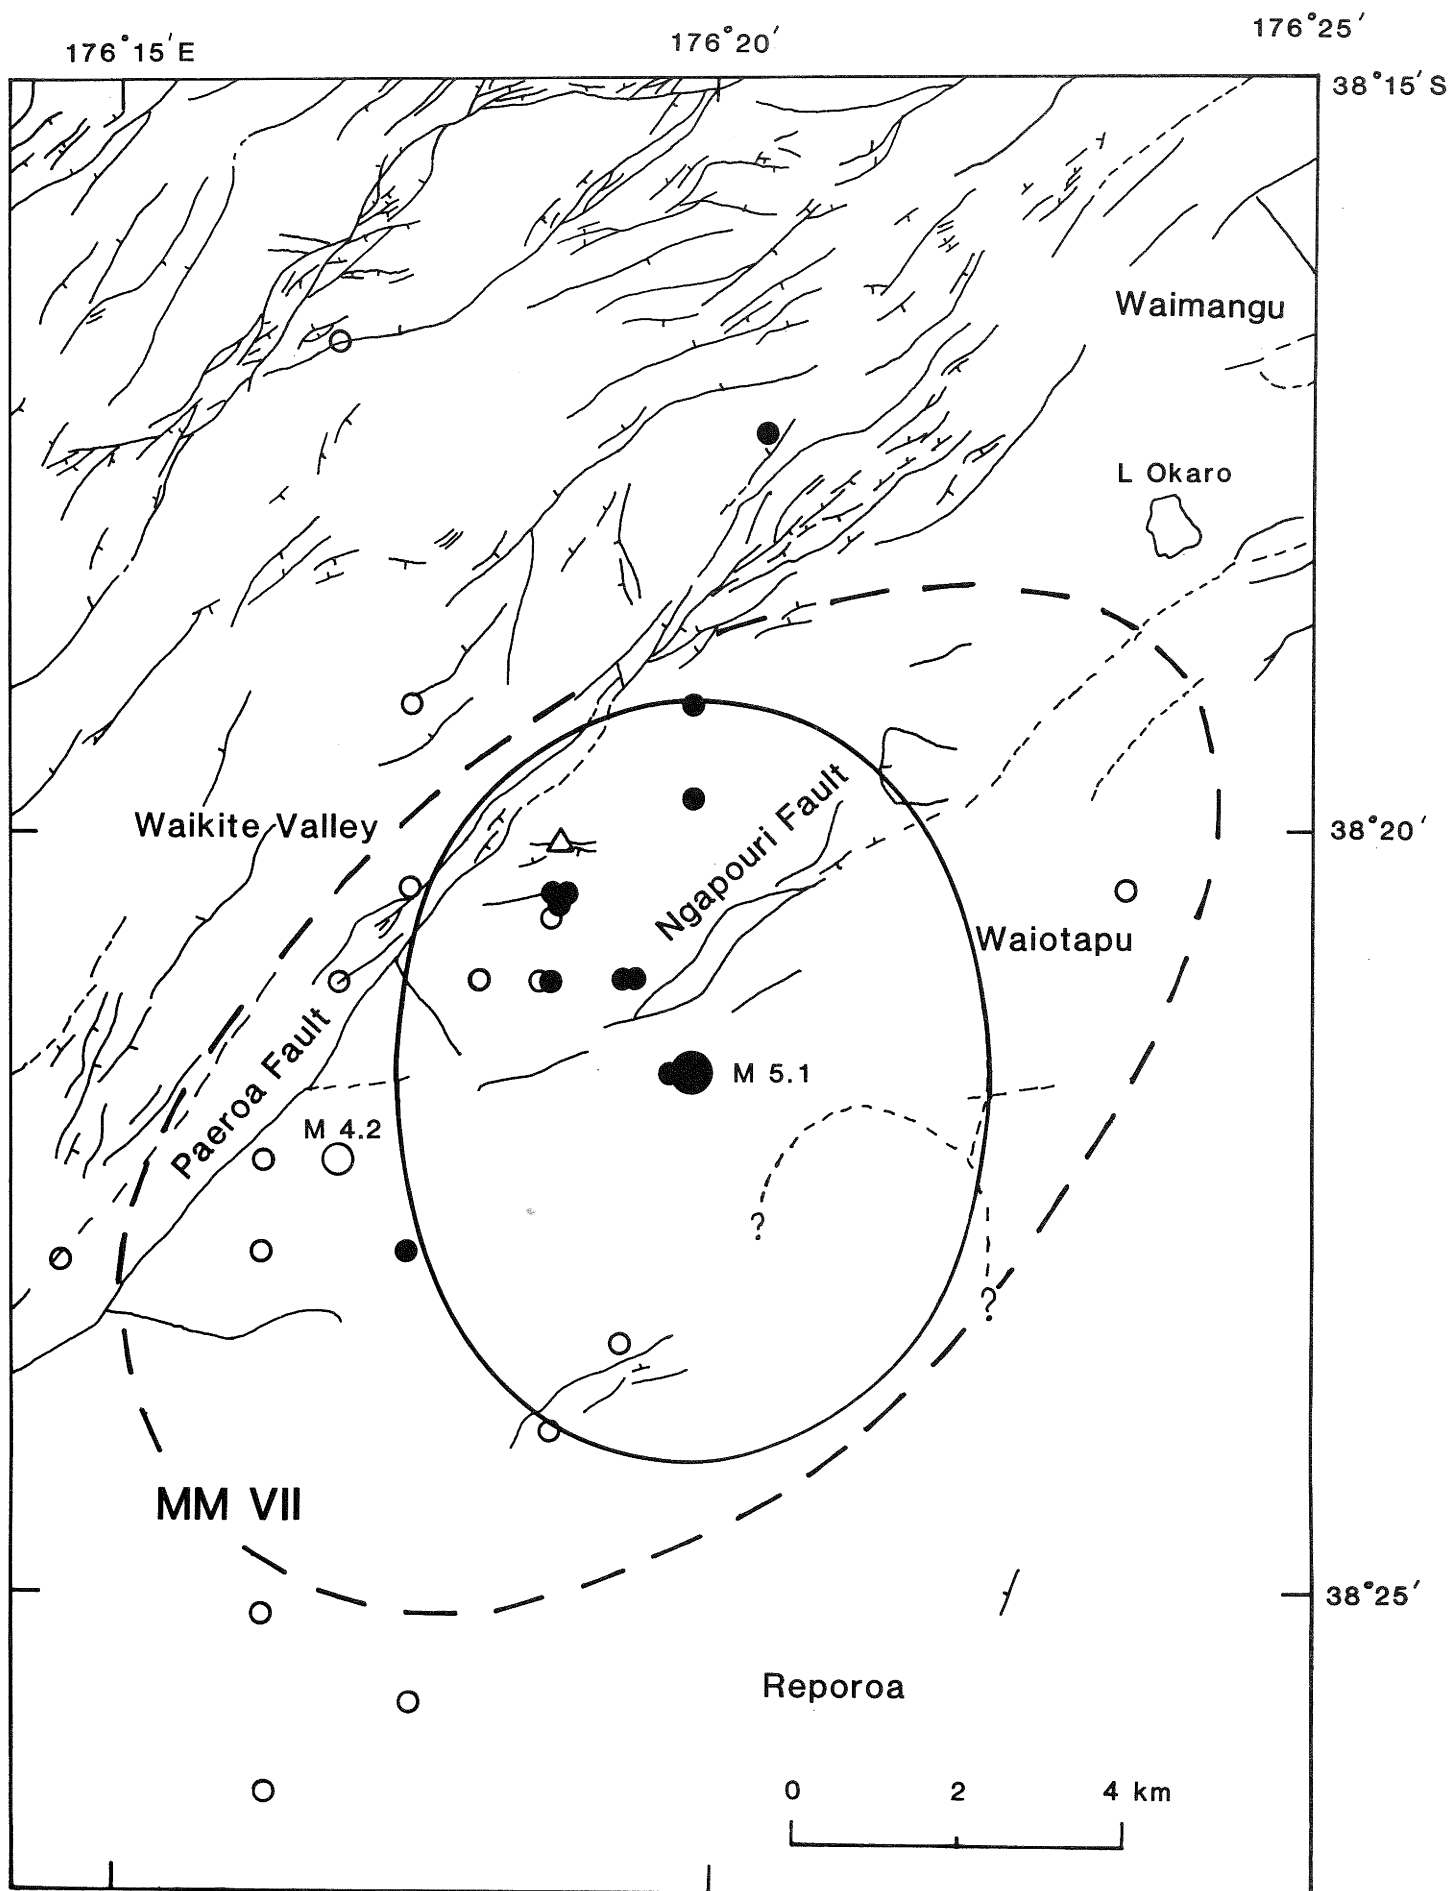 176°15′E
176°20′
176°25′
38°15′S
Waimangu
L Okaro
Waikite Valley
38°20′
Ngapouri Fault
Waiotapu
Paeroa Fault
M 5.1
M 4.2
?
?
MM VII
38°25′
Reporoa
0 2 4 km